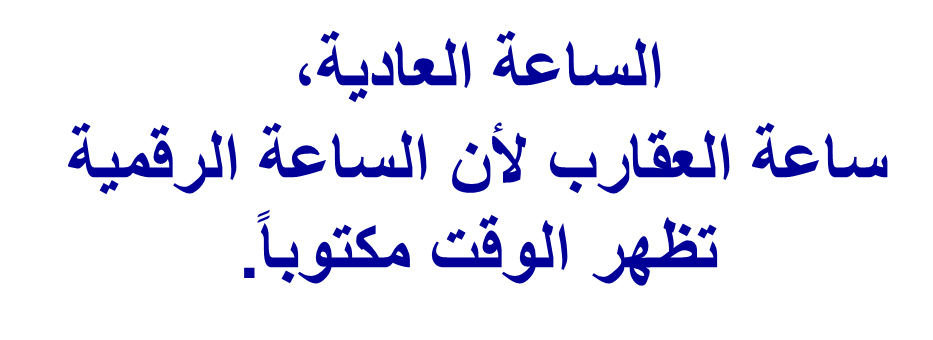 الساعة العادية،
ساعة العقارب لأن الساعة الرقمية
تظهر الوقت مكتوباً.